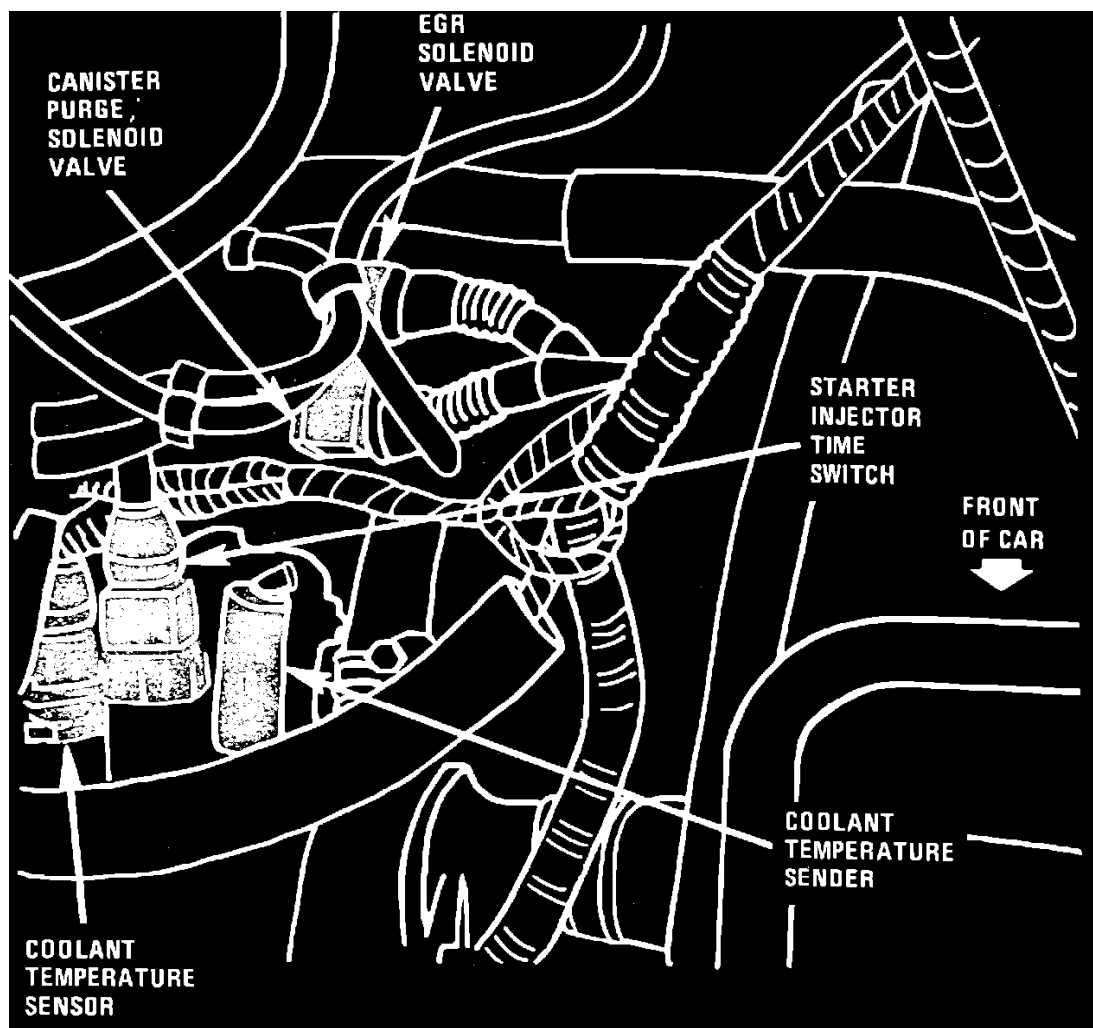 EGR
SOLENOID
VALVE
CANISTER
PURGE,
SOLENOID
VALVE
STARTER
INJECTOR
TIME
SWITCH
FRONT
OF CAR
COOLANT
TEMPERATURE
SENDER
COOLANT
TEMPERATURE
SENSOR